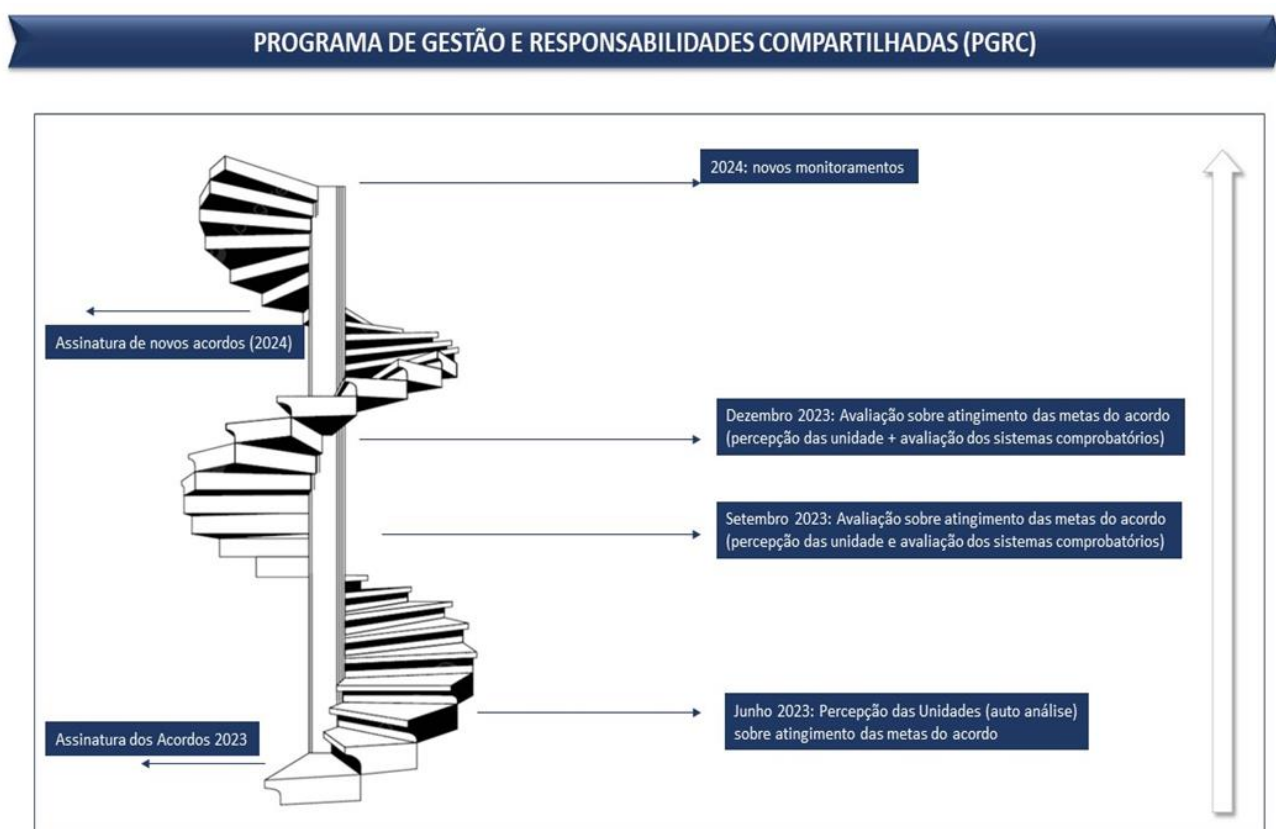 PROGRAMA DE GESTÃO E RESPONSABILIDADES COMPARTILHADAS (PGRC)
2024: novos monitoramentos
Assinatura de novos acordos (2024)
Dezembro 2023: Avaliação sobre atingimento das metas do acordo
(percepção das unidade + avaliação dos sistemas comprobatórios)
Setembro 2023: Avaliação sobre atingimento das metas do acordo
(percepção das unidade e avaliação dos sistemas comprobatórios)
Junho 2023: Percepção das Unidades (auto análise)
sobre atingimento das metas do acordo
Assinatura dos Acordos 2023